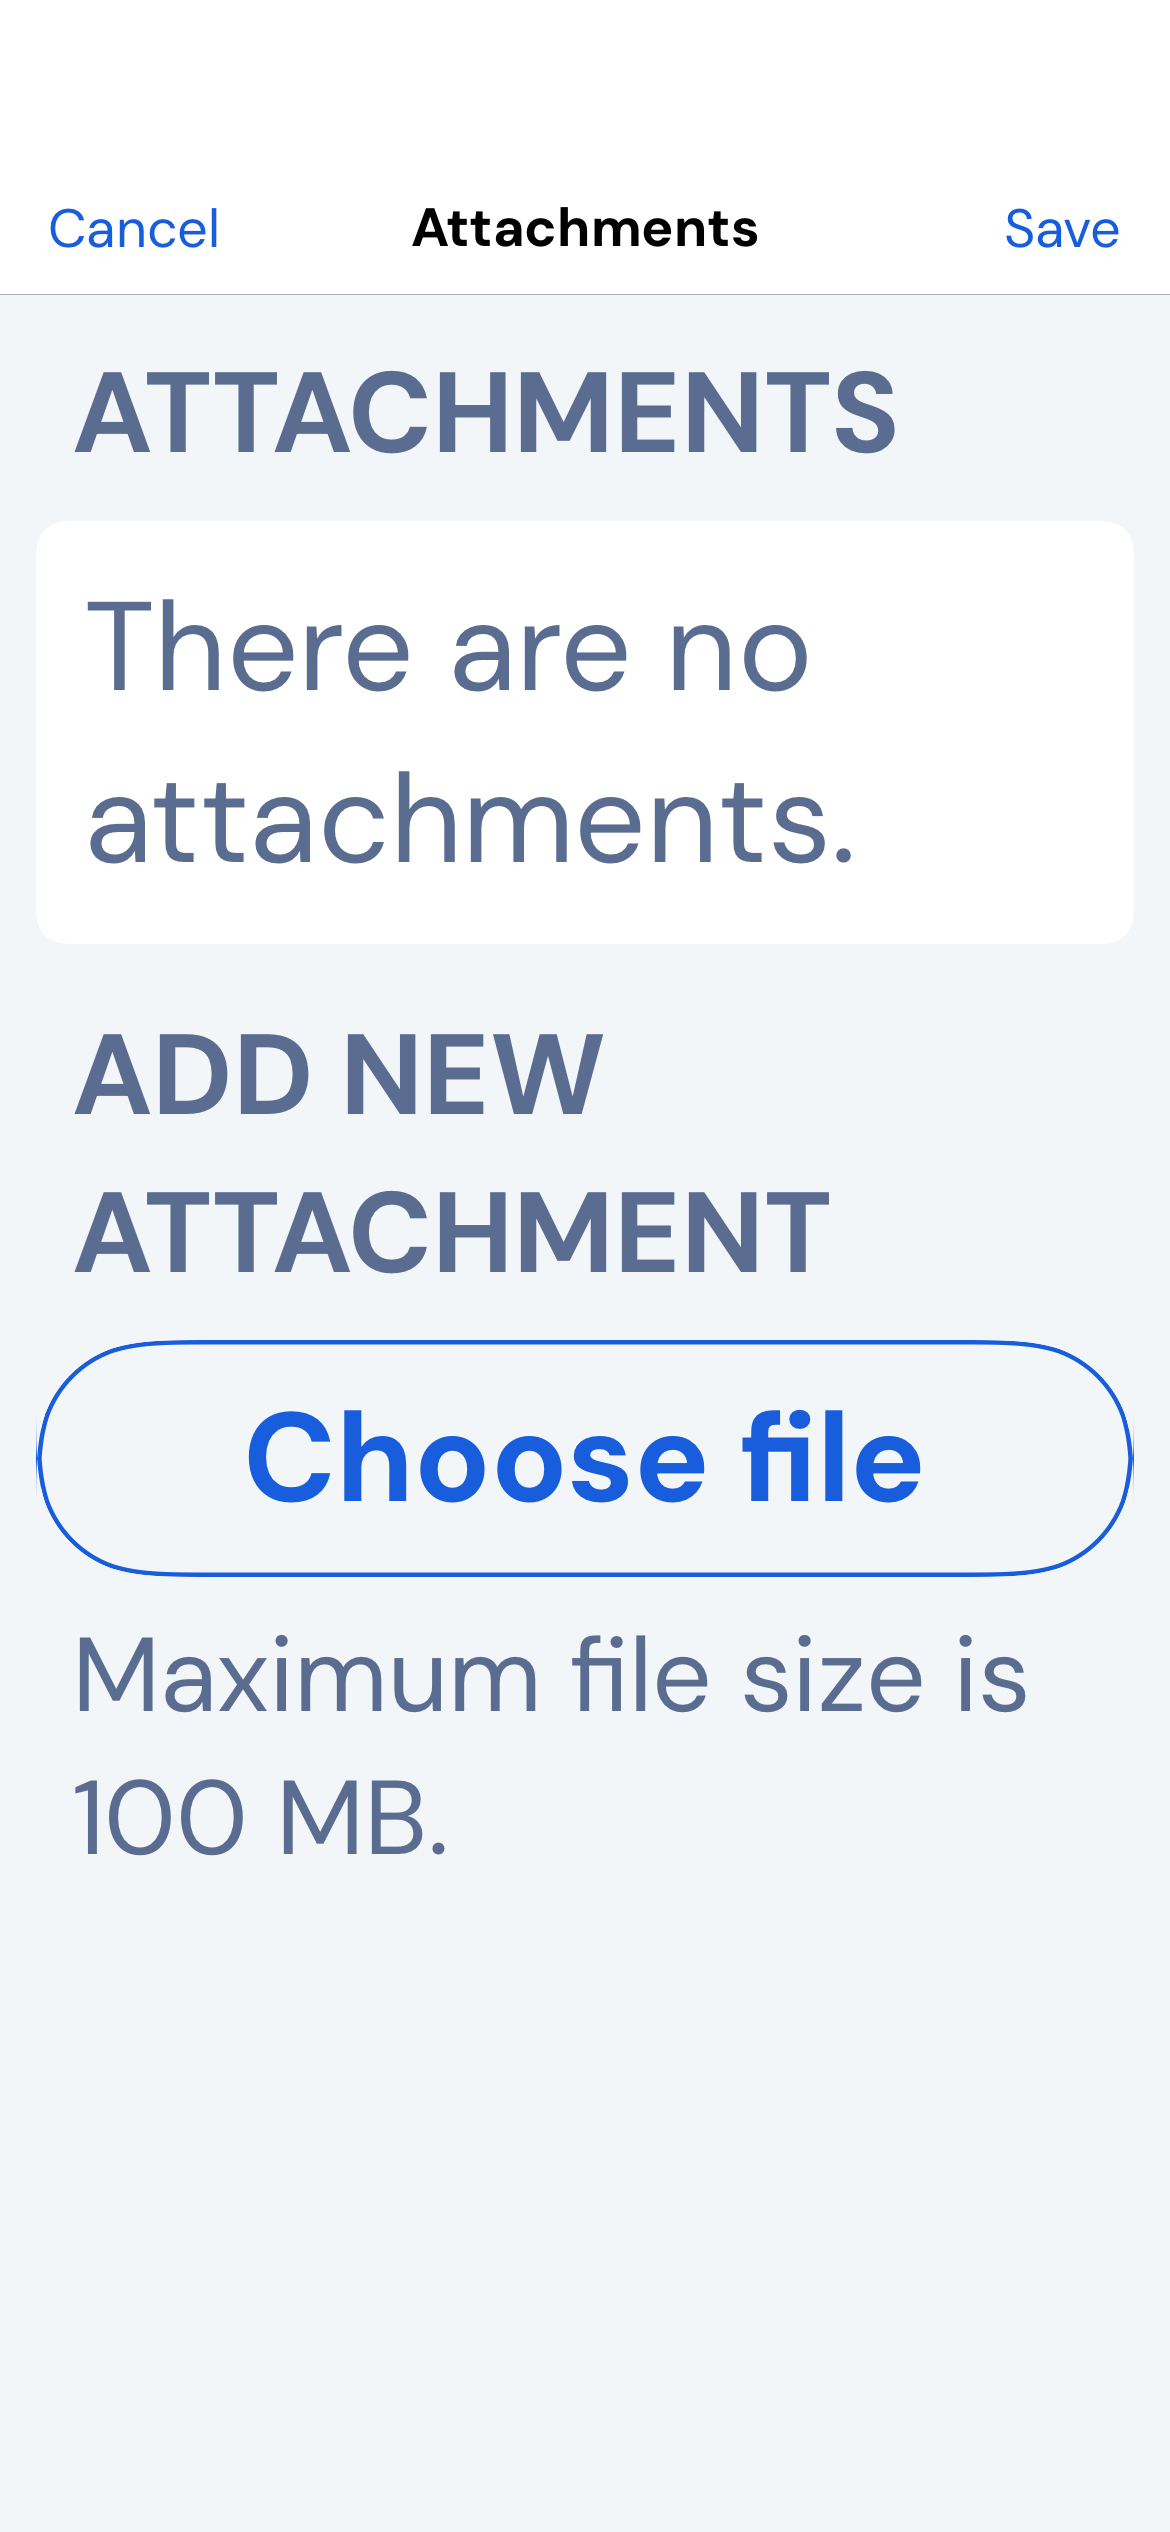 Cancel Attachments Save
ATTACHMENTS
There are no
attachments.
ADD NEW
ATTACHMENT
Choose file
Maximum file size is
100 MB.